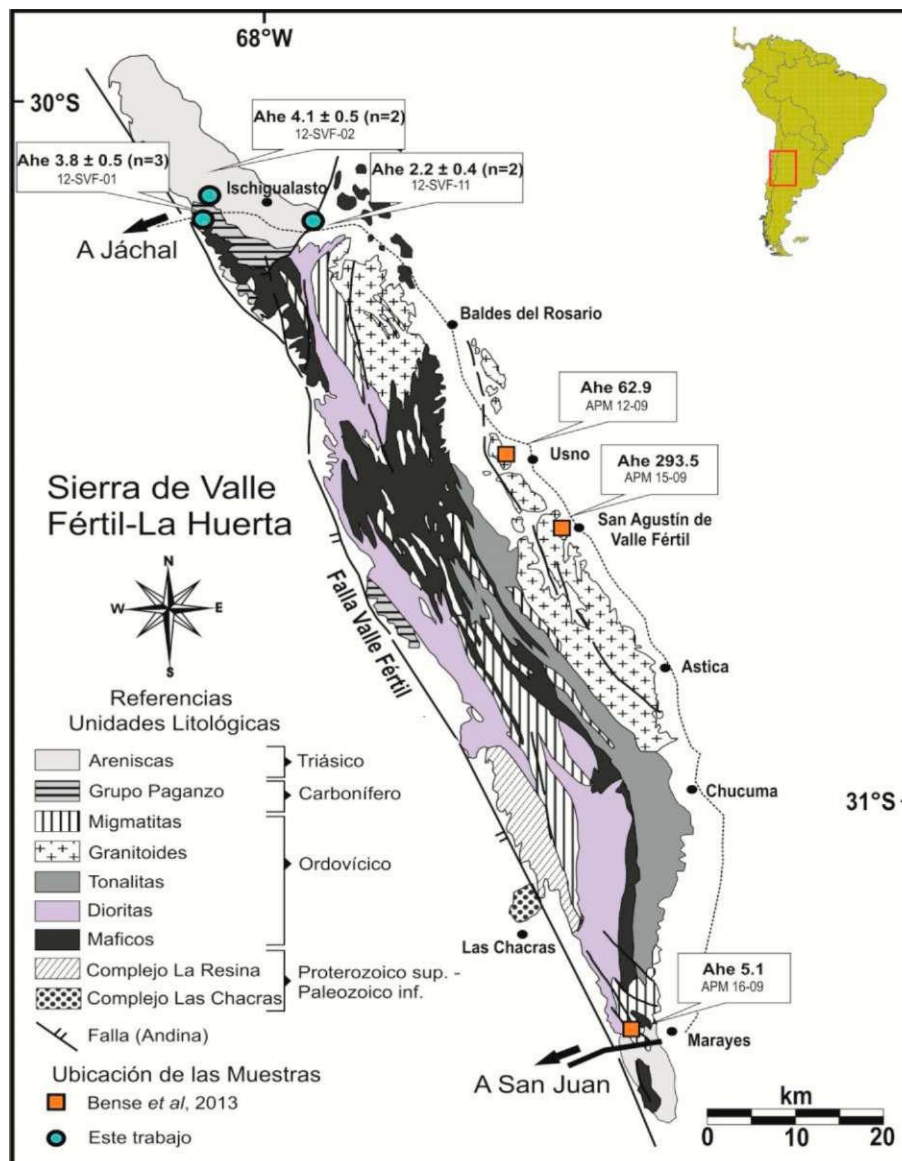 68°W
30°S
Ahe 4.1 ± 0.5 (n=2)
12-SVF-02
Ahe 3.8 ± 0.5 (n=3)
12-SVF-01
Ahe 2.2 ± 0.4 (n=2)
12-SVF-11
Ischigualasto
A Jáchal
Baldes del Rosario
Ahe 62.9
APM 12-09
Usno
Ahe 293.5
APM 15-09
San Agustín de
Valle Fértil
Sierra de Valle
Fértil-La Huerta
N
W
E
S
Falla Valle Fértil
Astica
Chucuma
31°S
Referencias
Unidades Litológicas
Areniscas
Triásico
Grupo Paganzo
Carbonífero
Migmatitas
Granitoides
Ordovícico
Tonalitas
Dioritas
Maficos
Complejo La Resina
Proterozoico sup. -
Paleozoico inf.
Complejo Las Chacras
Falla (Andina)
Las Chacras
Ahe 5.1
APM 16-09
Marayes
A San Juan
Ubicación de las Muestras
Bense et al, 2013
Este trabajo
km
0 10 20